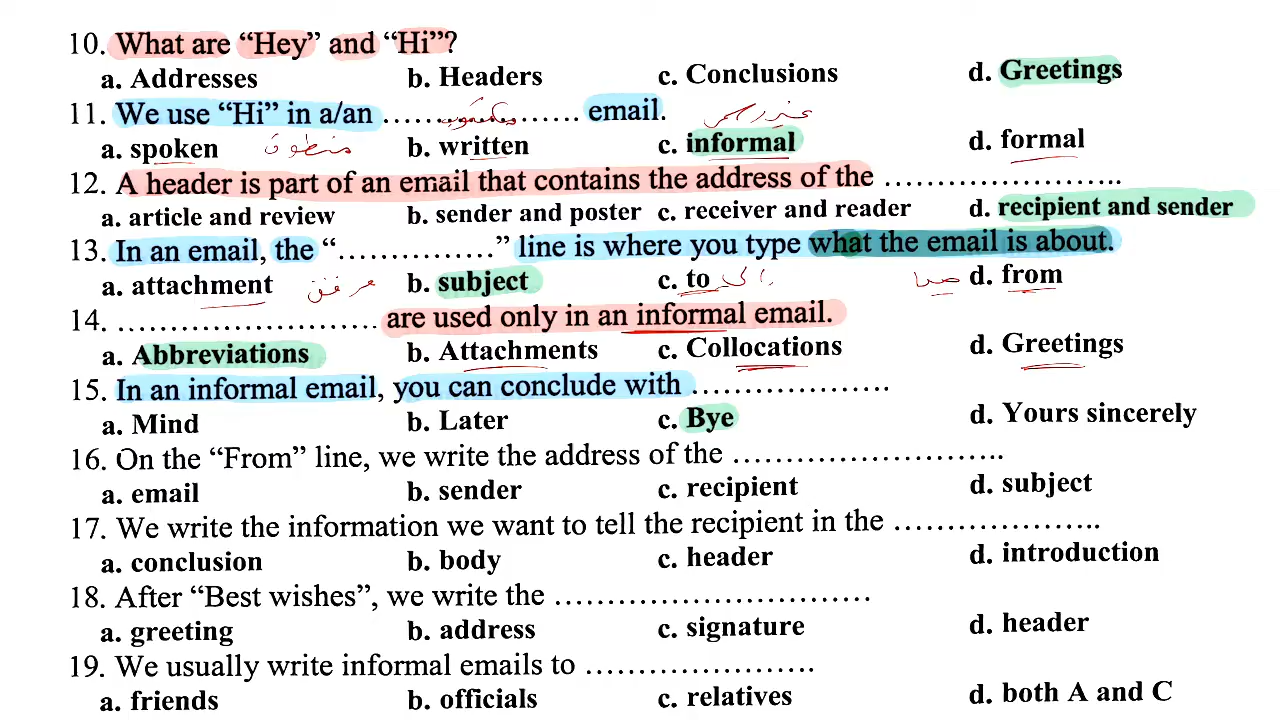 10. What are “Hey” and “Hi”?
a. Addresses b. Headers c. Conclusions d. Greetings
11. We use “Hi” in a/an ........................ email.
a. spoken منطوق b. written c. informal d. formal
12. A header is part of an email that contains the address of the ........................
a. article and review b. sender and poster c. receiver and reader d. recipient and sender
13. In an email, the “...............” line is where you type what the email is about.
a. attachment مرفق b. subject c. to d. from
14. ........................... are used only in an informal email.
a. Abbreviations b. Attachments c. Collocations d. Greetings
15. In an informal email, you can conclude with ....................
a. Mind b. Later c. Bye d. Yours sincerely
16. On the “From” line, we write the address of the ...........................
a. email b. sender c. recipient d. subject
17. We write the information we want to tell the recipient in the .....................
a. conclusion b. body c. header d. introduction
18. After “Best wishes”, we write the ..............................
a. greeting b. address c. signature d. header
19. We usually write informal emails to ......................
a. friends b. officials c. relatives d. both A and C